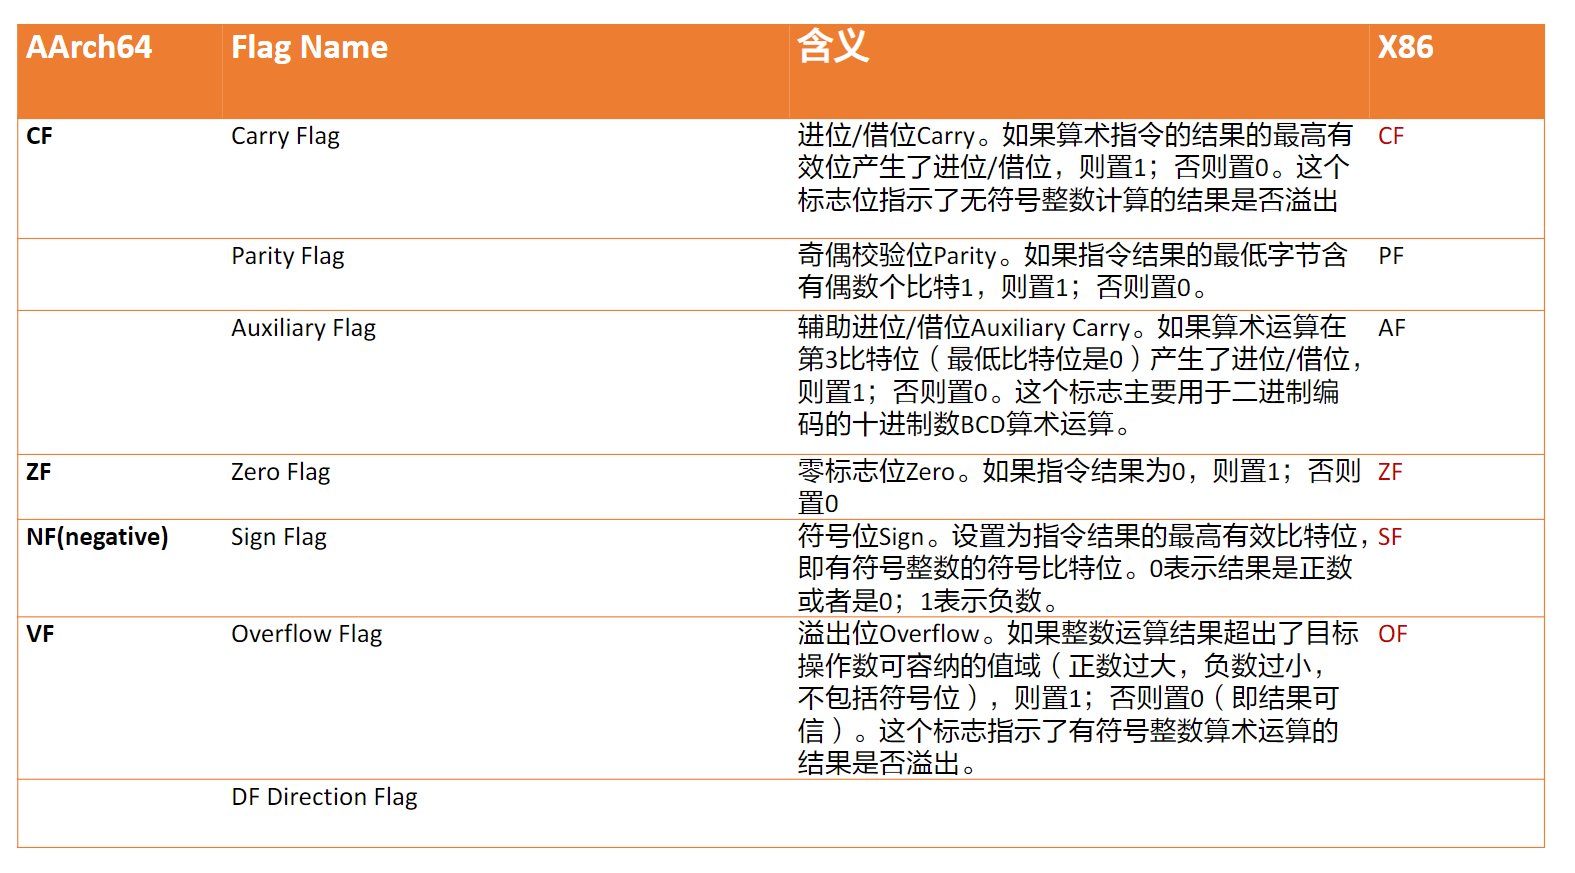 AArch64 Flag Name 含义 X86
CF Carry Flag 进位/借位Carry。如果算术指令的结果的最高有 CF
效位产生了进位/借位，则置1；否则置0。这个
标志位指示了无符号整数计算的结果是否溢出
Parity Flag 奇偶校验位Parity。如果指令结果的最低字节含 PF
有偶数个比特1，则置1；否则置0。
Auxiliary Flag 辅助进位/借位Auxiliary Carry。如果算术运算在 AF
第3比特位（最低比特位是0）产生了进位/借位，
则置1；否则置0。这个标志主要用于二进制编
码的十进制数BCD算术运算。
ZF Zero Flag 零标志位Zero。如果指令结果为0，则置1；否则 ZF
置0
NF(negative) Sign Flag 符号位Sign。设置为指令结果的最高有效比特位， SF
即有符号整数的符号比特位。0表示结果是正数
或者是0；1表示负数。
VF Overflow Flag 溢出位Overflow。如果整数运算结果超出了目标 OF
操作数可容纳的值域（正数过大，负数过小，
不包括符号位），则置1；否则置0（即结果可
信）。这个标志指示了有符号整数算术运算的
结果是否溢出。
DF Direction Flag